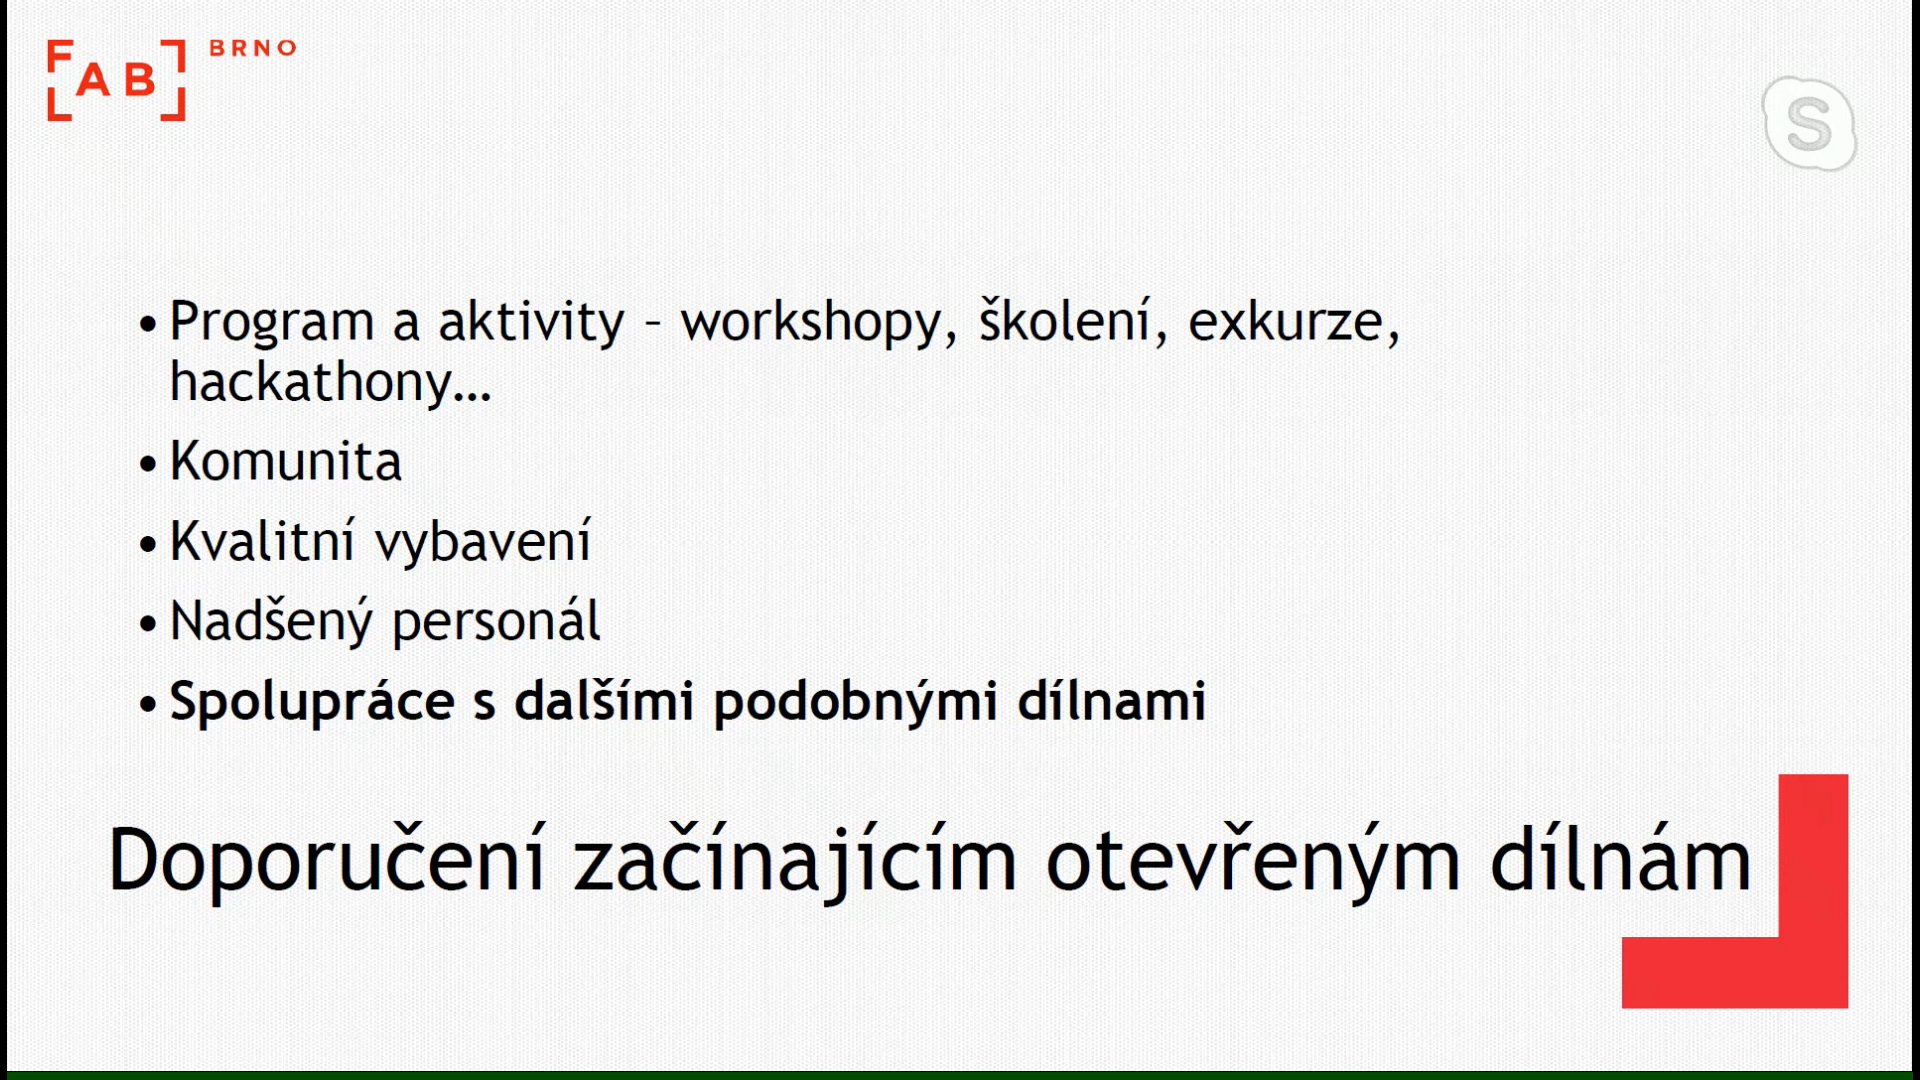 FAB BRNO
S
• Program a aktivity – workshopy, školení, exkurze,
hackathony...
• Komunita
• Kvalitní vybavení
• Nadšený personál
• Spolupráce s dalšími podobnými dílnami
Doporučení začínajícím otevřeným dílnám